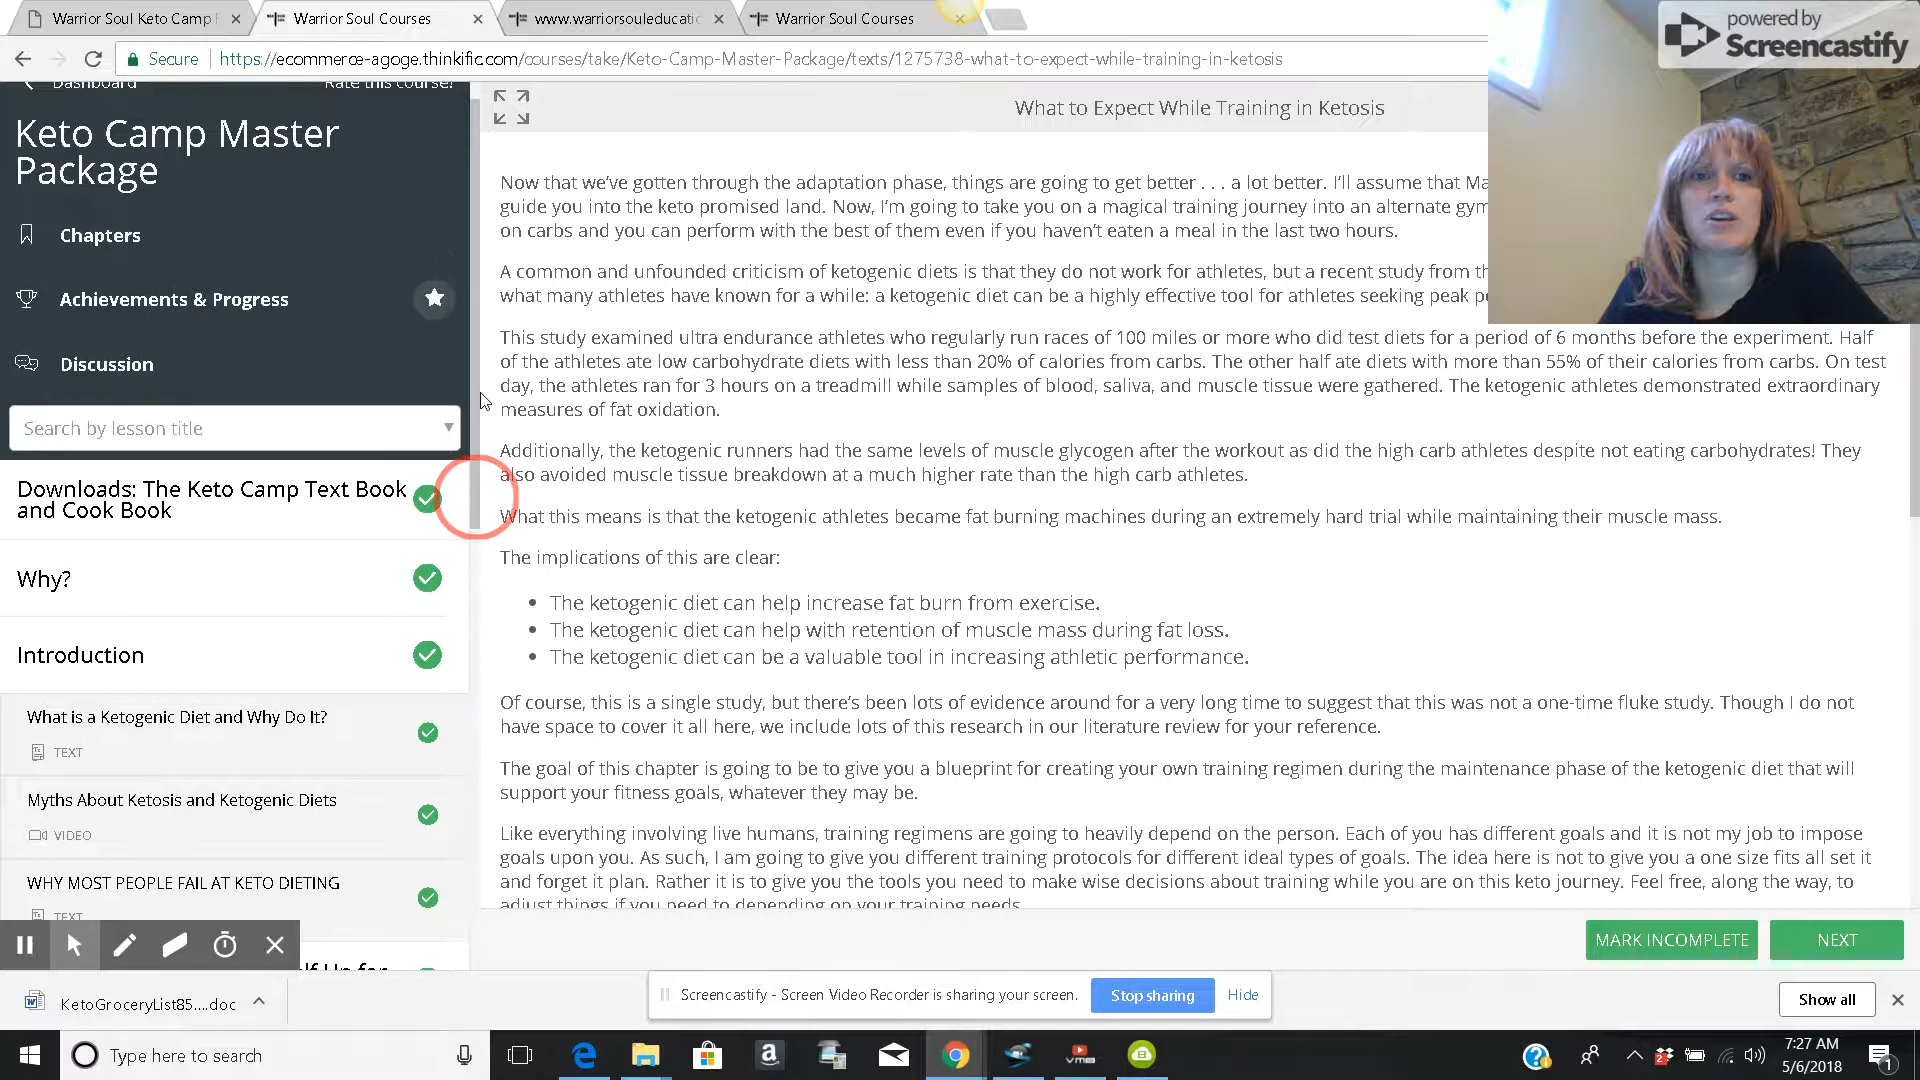 Warrior Soul Keto Camp
Warrior Soul Courses
www.warriorsouleducatio
Warrior Soul Courses
powered by
Screencastify
Secure
https://ecommerce-agoge.thinkific.com/courses/take/Keto-Camp-Master-Package/texts/1275738-what-to-expect-while-training-in-ketosis
Dashboard
Rate this course!
Keto Camp Master
Package
Chapters
Achievements & Progress
Discussion
Search by lesson title
Downloads: The Keto Camp Text Book
and Cook Book
Why?
Introduction
What is a Ketogenic Diet and Why Do It?
TEXT
Myths About Ketosis and Ketogenic Diets
VIDEO
WHY MOST PEOPLE FAIL AT KETO DIETING
TEXT
What to Expect While Training in Ketosis
Now that we've gotten through the adaptation phase, things are going to get better . . . a lot better. I'll assume that Ma
guide you into the keto promised land. Now, I'm going to take you on a magical training journey into an alternate gym
on carbs and you can perform with the best of them even if you haven't eaten a meal in the last two hours.
A common and unfounded criticism of ketogenic diets is that they do not work for athletes, but a recent study from th
what many athletes have known for a while: a ketogenic diet can be a highly effective tool for athletes seeking peak p
This study examined ultra endurance athletes who regularly run races of 100 miles or more who did test diets for a period of 6 months before the experiment. Half
of the athletes ate low carbohydrate diets with less than 20% of calories from carbs. The other half ate diets with more than 55% of their calories from carbs. On test
day, the athletes ran for 3 hours on a treadmill while samples of blood, saliva, and muscle tissue were gathered. The ketogenic athletes demonstrated extraordinary
measures of fat oxidation.
Additionally, the ketogenic runners had the same levels of muscle glycogen after the workout as did the high carb athletes despite not eating carbohydrates! They
also avoided muscle tissue breakdown at a much higher rate than the high carb athletes.
What this means is that the ketogenic athletes became fat burning machines during an extremely hard trial while maintaining their muscle mass.
The implications of this are clear:
• The ketogenic diet can help increase fat burn from exercise.
• The ketogenic diet can help with retention of muscle mass during fat loss.
• The ketogenic diet can be a valuable tool in increasing athletic performance.
Of course, this is a single study, but there's been lots of evidence around for a very long time to suggest that this was not a one-time fluke study. Though I do not
have space to cover it all here, we include lots of this research in our literature review for your reference.
The goal of this chapter is going to be to give you a blueprint for creating your own training regimen during the maintenance phase of the ketogenic diet that will
support your fitness goals, whatever they may be.
Like everything involving live humans, training regimens are going to heavily depend on the person. Each of you has different goals and it is not my job to impose
goals upon you. As such, I am going to give you different training protocols for different ideal types of goals. The idea here is not to give you a one size fits all set it
and forget it plan. Rather it is to give you the tools you need to make wise decisions about training while you are on this keto journey. Feel free, along the way, to
adjust things if you need to depending on your training needs.
MARK INCOMPLETE
NEXT
KetoGroceryList85....doc
Screencastify - Screen Video Recorder is sharing your screen.
Stop sharing
Hide
Show all
Type here to search
7:27 AM
5/6/2018